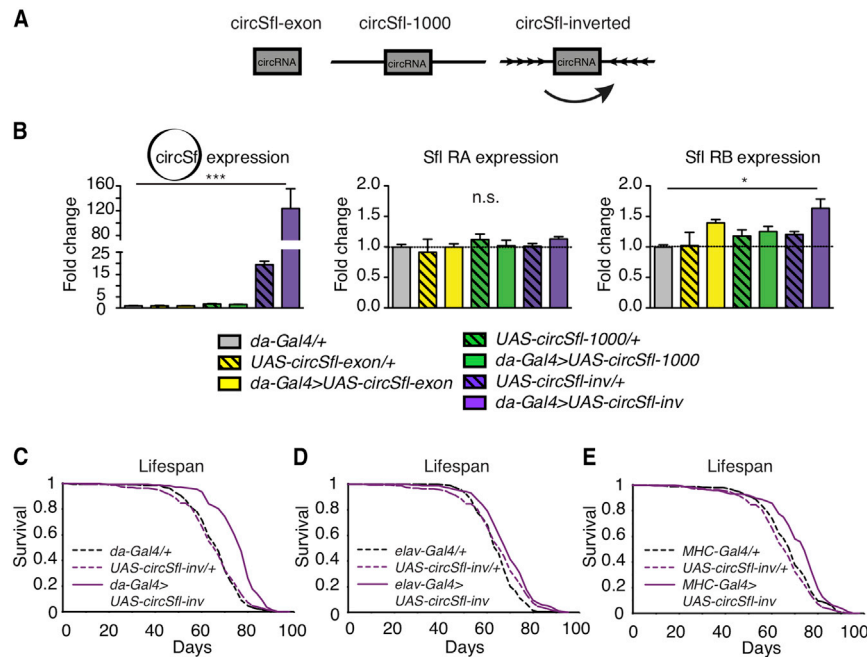 A
circSfl-exon circSfl-1000 circSfl-inverted
circRNA circRNA circRNA
B
circSfl expression Sfl RA expression Sfl RB expression
*** n.s. *
Fold change Fold change Fold change
160 2.0 2.0
120
80 1.5 1.5
25 1.0 1.0
15
5 0.5 0.5
0 0.0 0.0
da-Gal4/+ UAS-circSfl-1000/+
UAS-circSfl-exon/+ da-Gal4>UAS-circSfl-1000
da-Gal4>UAS-circSfl-exon UAS-circSfl-inv/+
da-Gal4>UAS-circSfl-inv
C D E
Lifespan Lifespan Lifespan
Survival Survival Survival
1 1 1
0.8 0.8 0.8
0.6 0.6 0.6
0.4 0.4 0.4
0.2 0.2 0.2
0 0 0
da-Gal4/+ elav-Gal4/+ MHC-Gal4/+
UAS-circSfl-inv/+ UAS-circSfl-inv/+ UAS-circSfl-inv/+
da-Gal4> elav-Gal4> MHC-Gal4>
UAS-circSfl-inv UAS-circSfl-inv UAS-circSfl-inv
0 20 40 60 80 100 0 20 40 60 80 100 0 20 40 60 80 100
Days Days Days